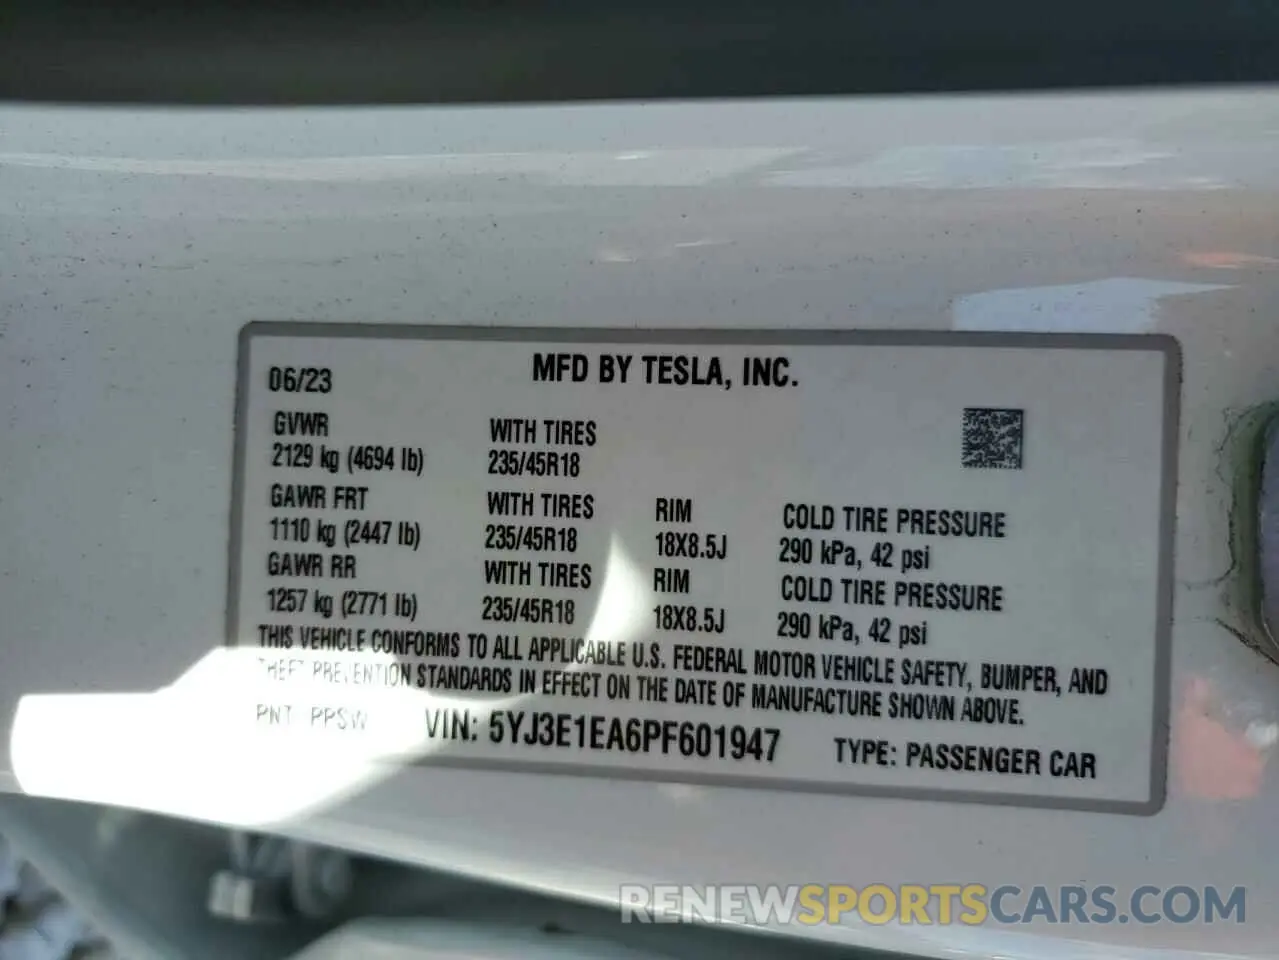 MFD BY TESLA, INC.
06/23
GVWR WITH TIRES
2129 kg (4694 lb) 235/45R18
GAWR FRT WITH TIRES RIM COLD TIRE PRESSURE
1110 kg (2447 lb) 235/45R18 18X8.5J 290 kPa, 42 psi
GAWR RR WITH TIRES RIM COLD TIRE PRESSURE
1257 kg (2771 lb) 235/45R18 18X8.5J 290 kPa, 42 psi
THIS VEHICLE CONFORMS TO ALL APPLICABLE U.S. FEDERAL MOTOR VEHICLE SAFETY, BUMPER, AND
THEFT PREVENTION STANDARDS IN EFFECT ON THE DATE OF MANUFACTURE SHOWN ABOVE.
PNT: PPSW VIN: 5YJ3E1EA6PF601947 TYPE: PASSENGER CAR
RENEWSPORTSCARS.COM